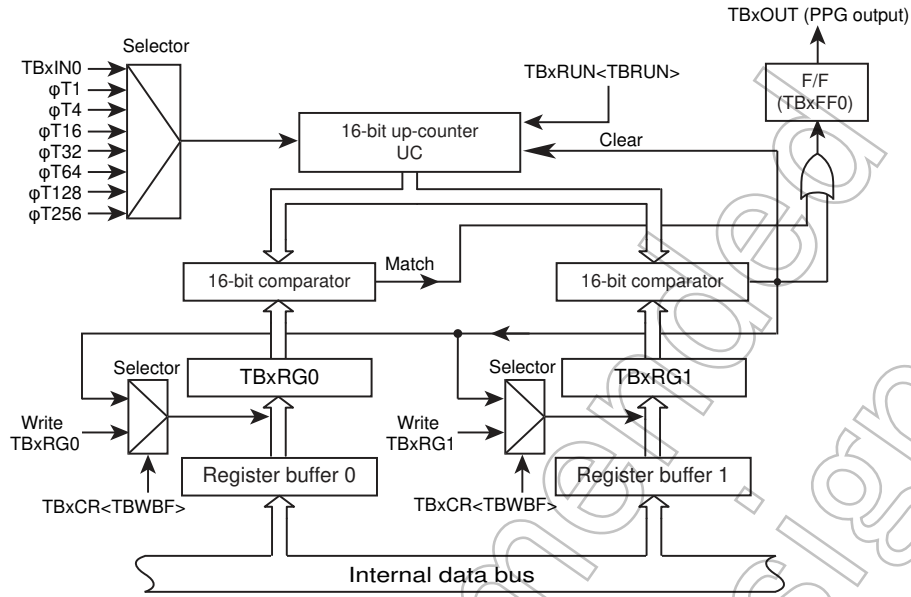 TBxOUT (PPG output)
Selector
TBxIN0
φT1
φT4
φT16
φT32
φT64
φT128
φT256
TBxRUN<TBRUN>
F/F
(TBxFF0)
16-bit up-counter
UC
Clear
16-bit comparator
Match
16-bit comparator
Selector
TBxRG0
Selector
TBxRG1
Write
TBxRG0
Write
TBxRG1
Register buffer 0
Register buffer 1
TBxCR<TBWBF>
TBxCR<TBWBF>
Internal data bus
mended
sign